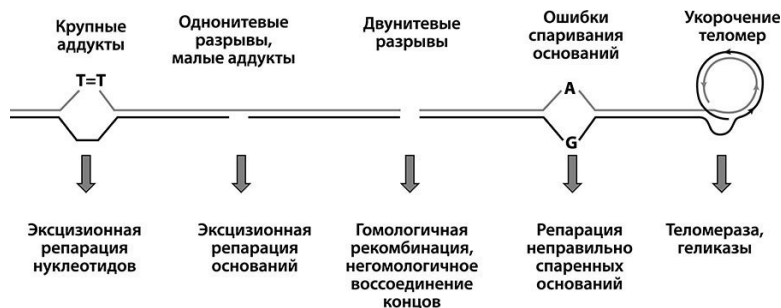 Крупные
аддукты
Однонитевые
разрывы,
малые аддукты
Двунитевые
разрывы
Ошибки
спаривания
оснований
Укорочение
теломер
T=T
A
G
Эксцизионная
репарация
нуклеотидов
Эксцизионная
репарация
оснований
Гомологичная
рекомбинация,
негомологичное
воссоединение
концов
Репарация
неправильно
спаренных
оснований
Теломераза,
геликазы